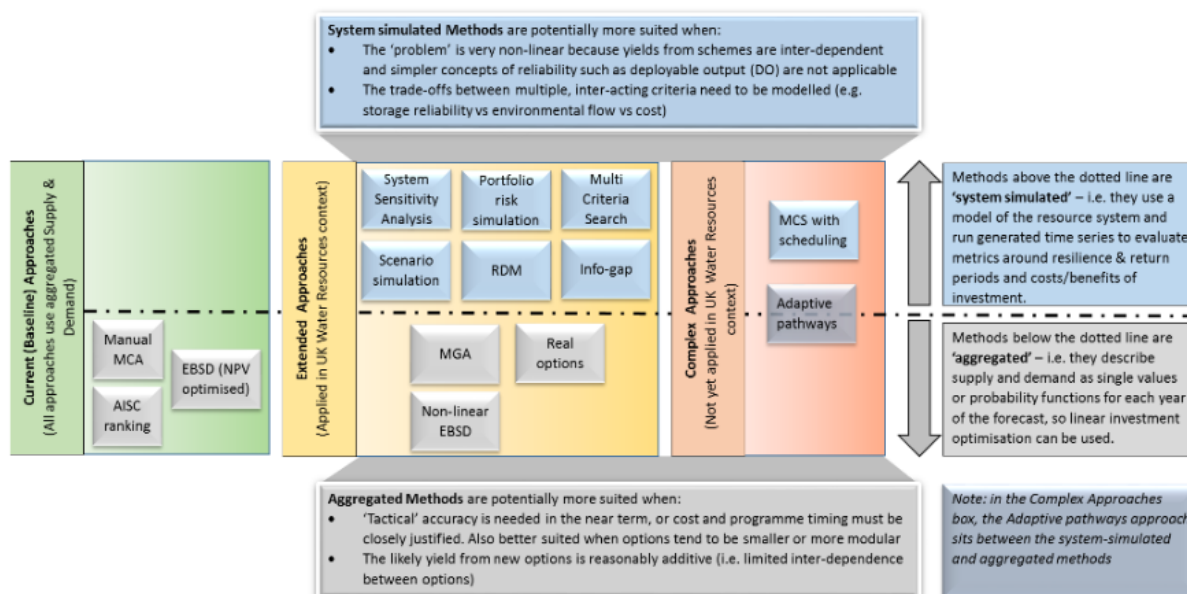 System simulated Methods are potentially more suited when:
• The 'problem' is very non-linear because yields from schemes are inter-dependent
and simpler concepts of reliability such as deployable output (DO) are not applicable
• The trade-offs between multiple, inter-acting criteria need to be modelled (e.g.
storage reliability vs environmental flow vs cost)
Current (Baseline) Approaches
(All approaches use aggregated Supply &
Demand)
Manual
MCA
EBSD (NPV
optimised)
AISC
ranking
Extended Approaches
(Applied in UK Water Resources context)
System
Sensitivity
Analysis
Portfolio
risk
simulation
Multi
Criteria
Search
Scenario
simulation
RDM
Info-gap
MGA
Real
options
Non-linear
EBSD
Complex Approaches
(Not yet applied in UK Water Resources
context)
MCS with
scheduling
Adaptive
pathways
Methods above the dotted line are
'system simulated' – i.e. they use a
model of the resource system and
run generated time series to evaluate
metrics around resilience & return
periods and costs/benefits of
investment.
Methods below the dotted line are
'aggregated' – i.e. they describe
supply and demand as single values
or probability functions for each year
of the forecast, so linear investment
optimisation can be used.
Aggregated Methods are potentially more suited when:
• 'Tactical' accuracy is needed in the near term, or cost and programme timing must be
closely justified. Also better suited when options tend to be smaller or more modular
• The likely yield from new options is reasonably additive (i.e. limited inter-dependence
between options)
Note: in the Complex Approaches
box, the Adaptive pathways approach
sits between the system-simulated
and aggregated methods